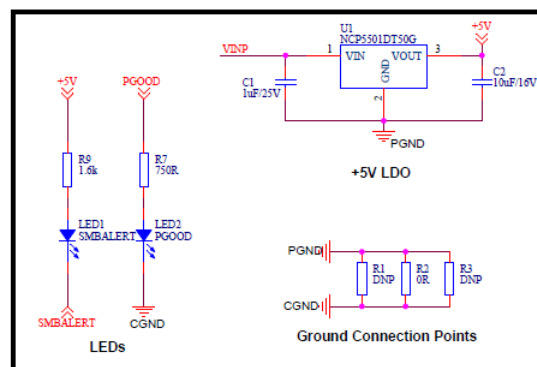 U1
NCP5501DT50G
+5V
VINP
1
VIN
VOUT
3
GND
2
C1
1uF/25V
C2
10uF/16V
PGND
+5V LDO
+5V
PGOOD
R9
1.6k
R7
750R
LED1
SMBALERT
LED2
PGOOD
SMBALERT
CGND
LEDs
PGND
R1
DNP
R2
0R
R3
DNP
CGND
Ground Connection Points